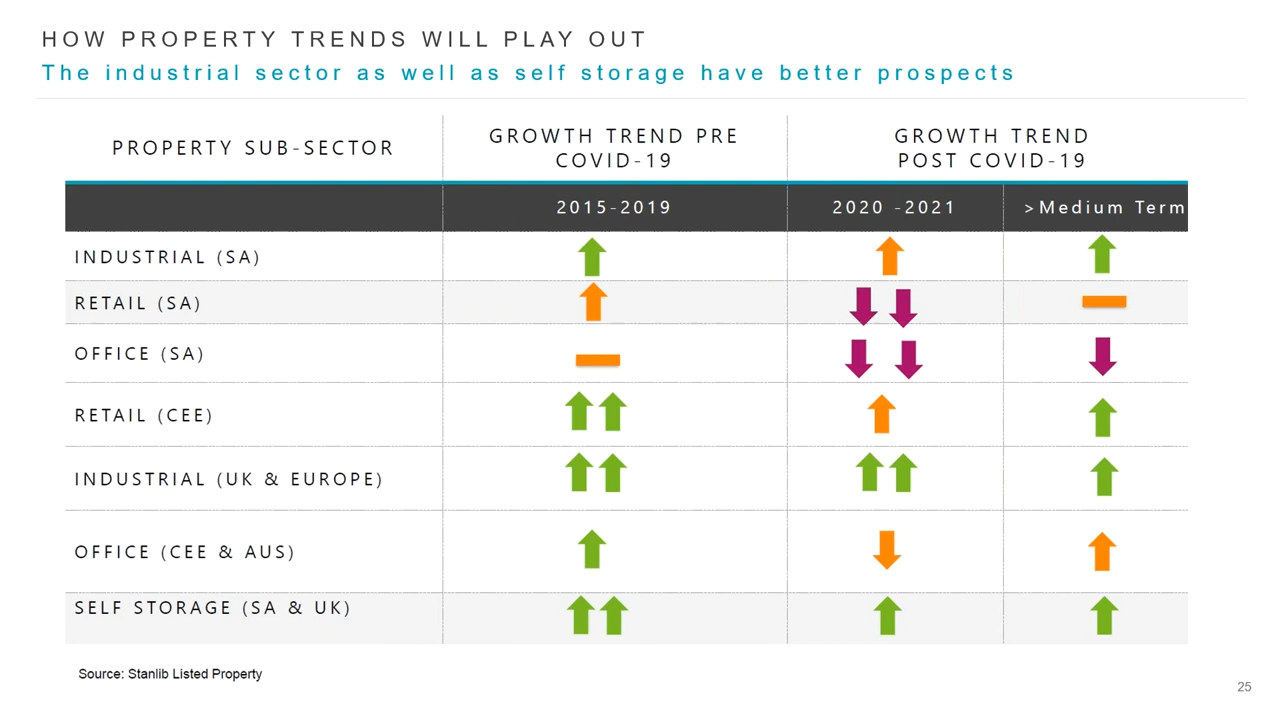 HOW PROPERTY TRENDS WILL PLAY OUT
The industrial sector as well as self storage have better prospects
PROPERTY SUB-SECTOR
GROWTH TREND PRE
COVID-19
GROWTH TREND
POST COVID-19
2015-2019
2020 -2021
>Medium Term
INDUSTRIAL (SA)
RETAIL (SA)
OFFICE (SA)
RETAIL (CEE)
INDUSTRIAL (UK & EUROPE)
OFFICE (CEE & AUS)
SELF STORAGE (SA & UK)
Source: Stanlib Listed Property
25